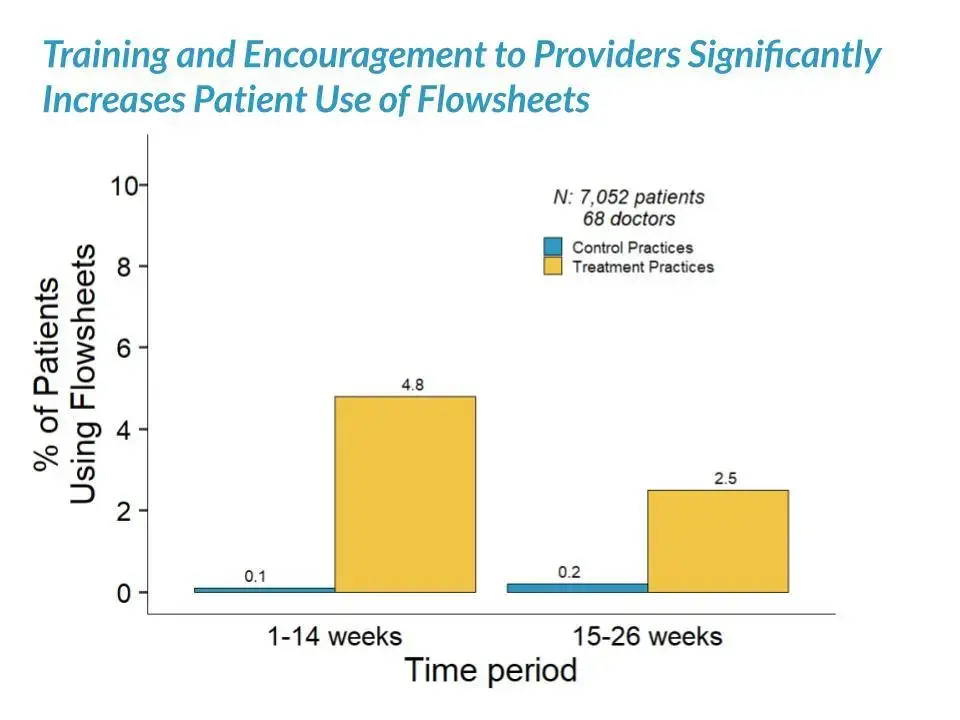 Training and Encouragement to Providers Significantly
Increases Patient Use of Flowsheets
N: 7,052 patients
68 doctors
Control Practices
Treatment Practices
% of Patients
Using Flowsheets
10
8
6
4
2
0
4.8
2.5
0.1
0.2
1-14 weeks
15-26 weeks
Time period